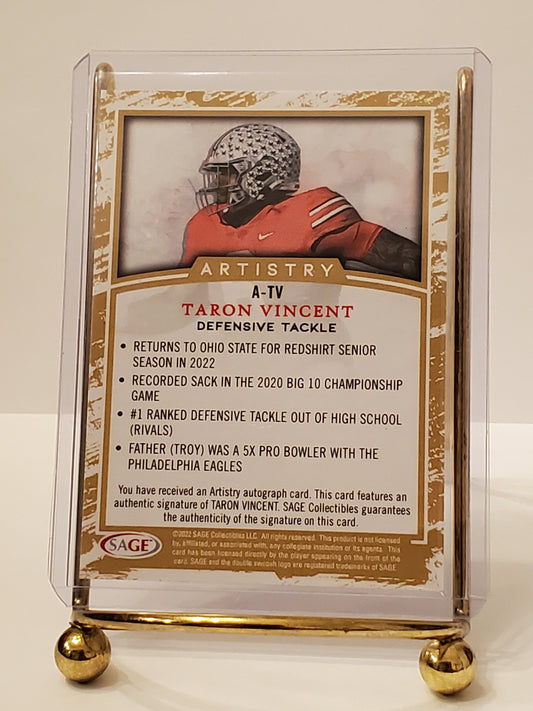 ARTISTRY
A-TV
TARON VINCENT
DEFENSIVE TACKLE
• RETURNS TO OHIO STATE FOR REDSHIRT SENIOR
SEASON IN 2022
• RECORDED SACK IN THE 2020 BIG 10 CHAMPIONSHIP
GAME
• #1 RANKED DEFENSIVE TACKLE OUT OF HIGH SCHOOL
(RIVALS)
• FATHER (TROY) WAS A 5X PRO BOWLER WITH THE
PHILADELPHIA EAGLES
You have received an Artistry autograph card. This card features an
authentic signature of TARON VINCENT. SAGE Collectibles guarantees
the authenticity of the signature on this card.
SAGE
©2022 SAGE Collectibles LLC. All rights reserved. This product is not licensed
by, affiliated, or associated with, any collegiate institution or its agents. This
card has been licensed directly by the player appearing on the front of the
card. SAGE and the double swoosh logo are registered trademarks of SAGE.